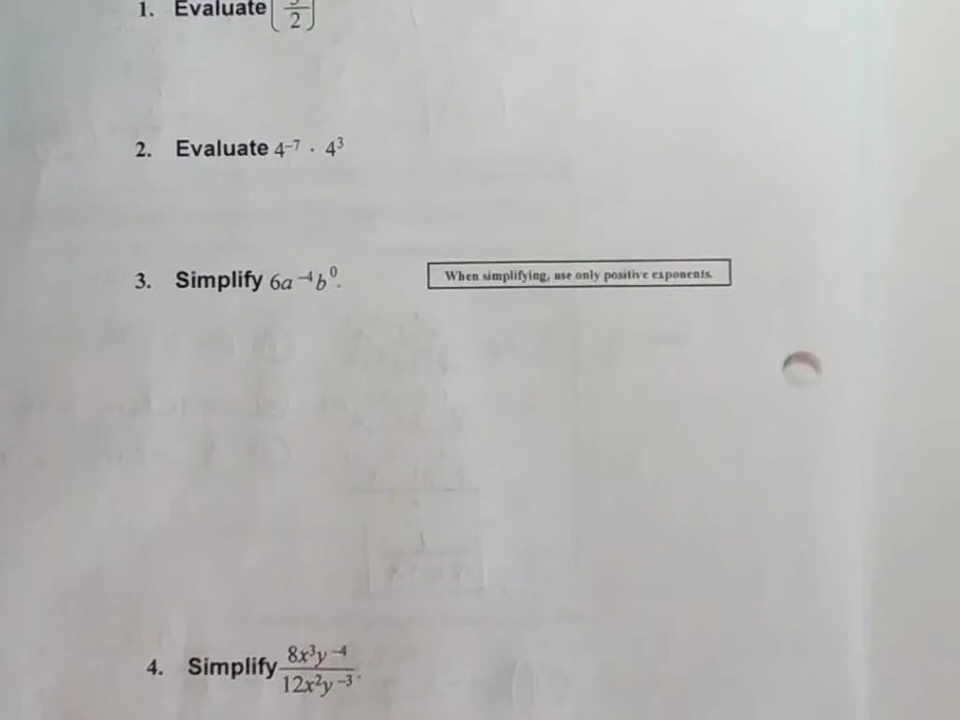 1. Evaluate 2
2. Evaluate 4⁻⁷ · 4³
3. Simplify 6a⁻⁴b⁰.
When simplifying, use only positive exponents.
4. Simplify 8x³y⁻⁴ / 12x²y⁻³.